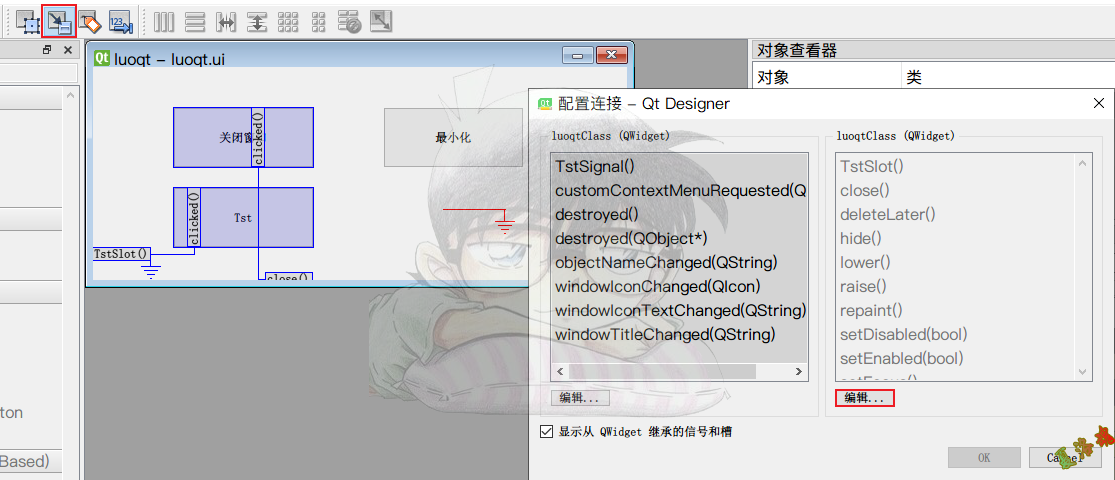 123
对象查看器
luoqt - luoqt.ui
对象
类
配置连接 - Qt Designer
关闭窗
clicked()
最小化
luoqtClass (QWidget)
luoqtClass (QWidget)
TstSignal()
customContextMenuRequested(Q
destroyed()
destroyed(QObject*)
objectNameChanged(QString)
windowIconChanged(QIcon)
windowIconTextChanged(QString)
windowTitleChanged(QString)
TstSlot()
close()
deleteLater()
hide()
lower()
raise()
repaint()
setDisabled(bool)
setEnabled(bool)
clicked()
Tst
TstSlot()
close()
编辑...
编辑...
显示从 QWidget 继承的信号和槽
OK
Cancel
ton
Based)